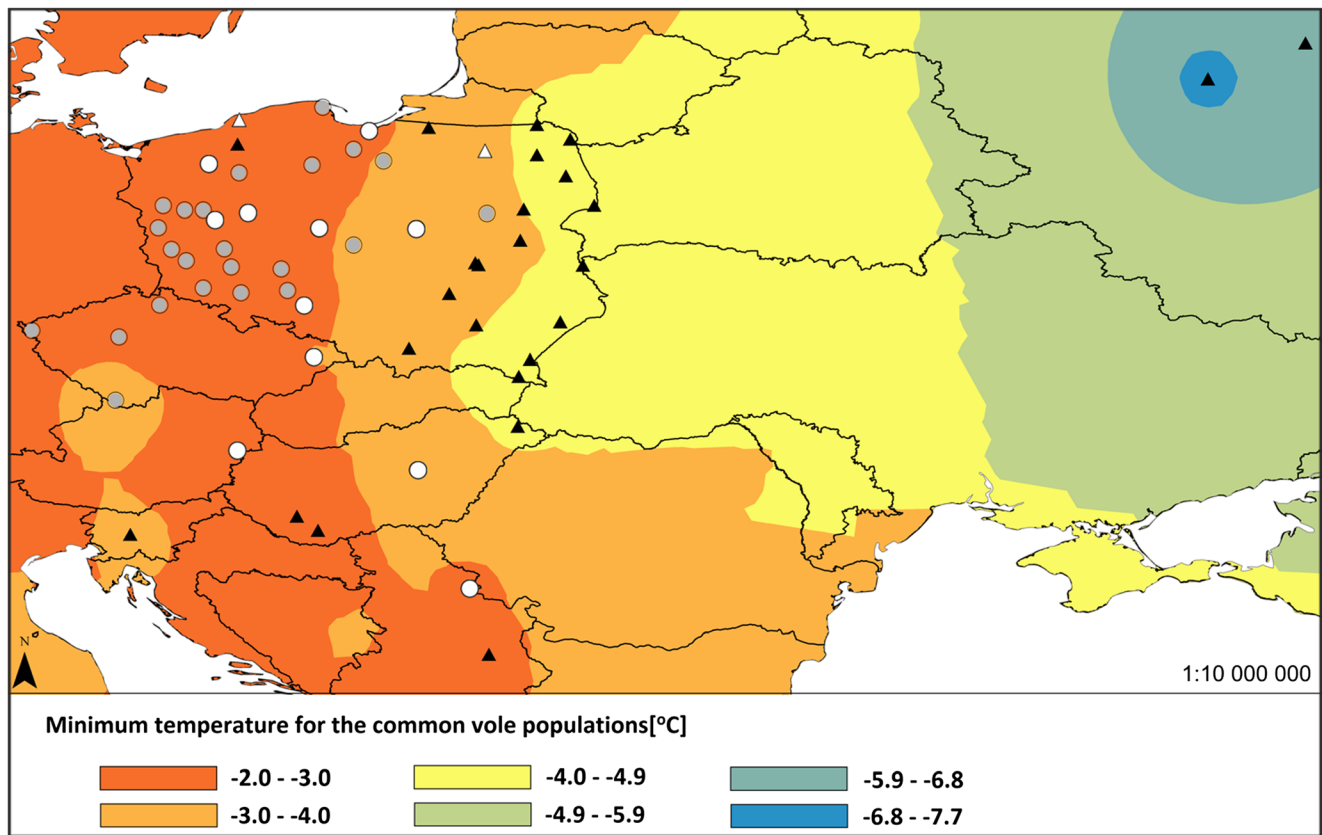 N
1:10 000 000
Minimum temperature for the common vole populations[°C]
-2.0 - -3.0
-4.0 - -4.9
-5.9 - -6.8
-3.0 - -4.0
-4.9 - -5.9
-6.8 - -7.7